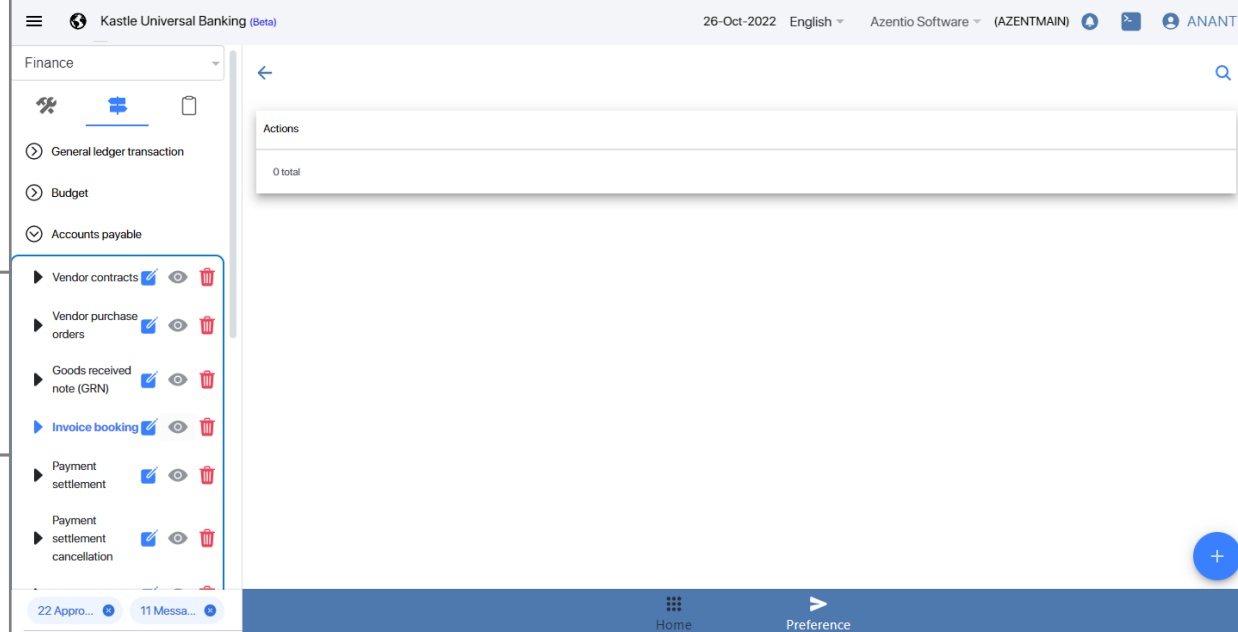 Kastle Universal Banking (Beta)
26-Oct-2022 English Azentio Software (AZENTMAIN) ANANT
Finance
General ledger transaction
Budget
Accounts payable
Vendor contracts
Vendor purchase
orders
Goods received
note (GRN)
Invoice booking
Payment
settlement
Payment
settlement
cancellation
22 Appro...
11 Messa...
Actions
0 total
Home
Preference